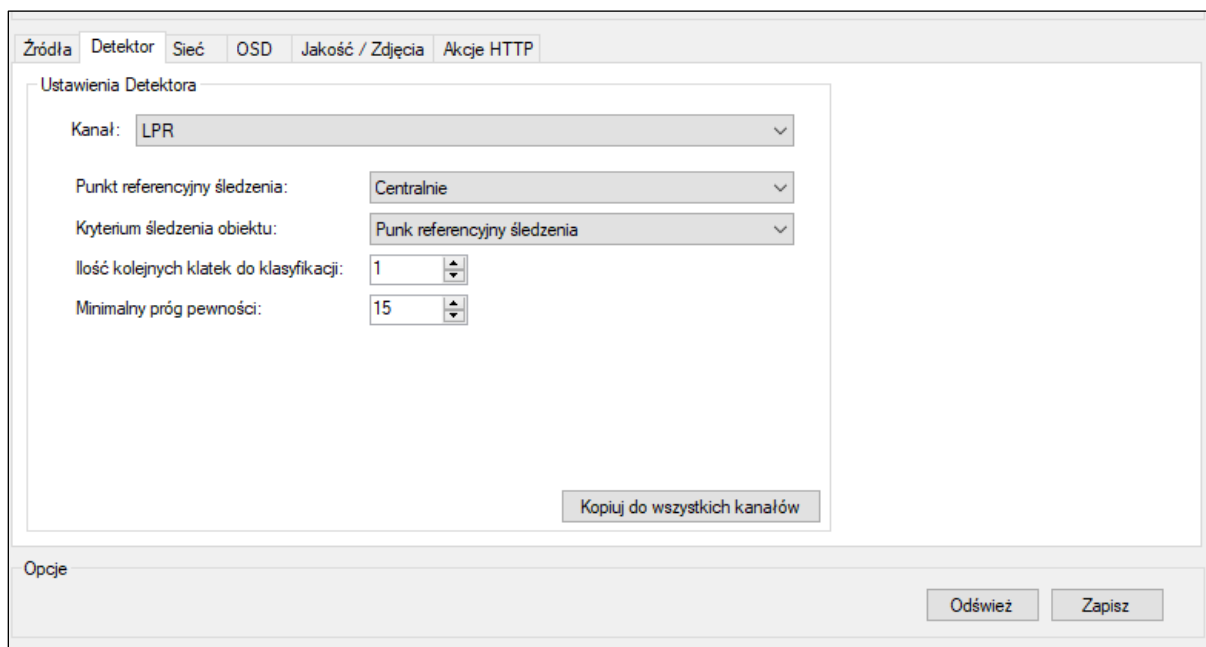 Źródła Detektor Sieć OSD Jakość / Zdjęcia Akcje HTTP
Ustawienia Detektora
Kanał: LPR
Punkt referencyjny śledzenia: Centralnie
Kryterium śledzenia obiektu: Punk referencyjny śledzenia
Ilość kolejnych klatek do klasyfikacji: 1
Minimalny próg pewności: 15
Kopiuj do wszystkich kanałów
Opcje
Odśwież Zapisz